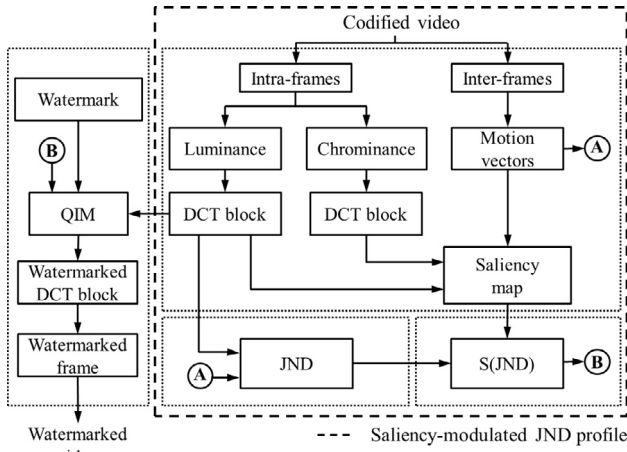 Codified video
Intra-frames
Inter-frames
Watermark
Luminance
Chrominance
Motion
vectors
A
B
QIM
DCT block
DCT block
Watermarked
DCT block
Saliency
map
Watermarked
frame
A
JND
S(JND)
B
Watermarked
Saliency-modulated JND profile